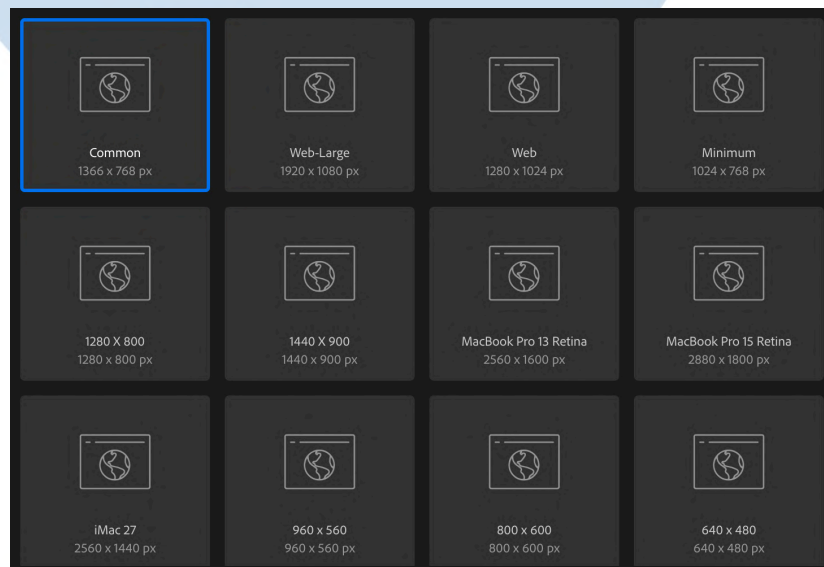 Common
1366 x 768 px
Web-Large
1920 x 1080 px
Web
1280 x 1024 px
Minimum
1024 x 768 px
1280 X 800
1280 x 800 px
1440 X 900
1440 x 900 px
MacBook Pro 13 Retina
2560 x 1600 px
MacBook Pro 15 Retina
2880 x 1800 px
iMac 27
2560 x 1440 px
960 x 560
960 x 560 px
800 x 600
800 x 600 px
640 x 480
640 x 480 px